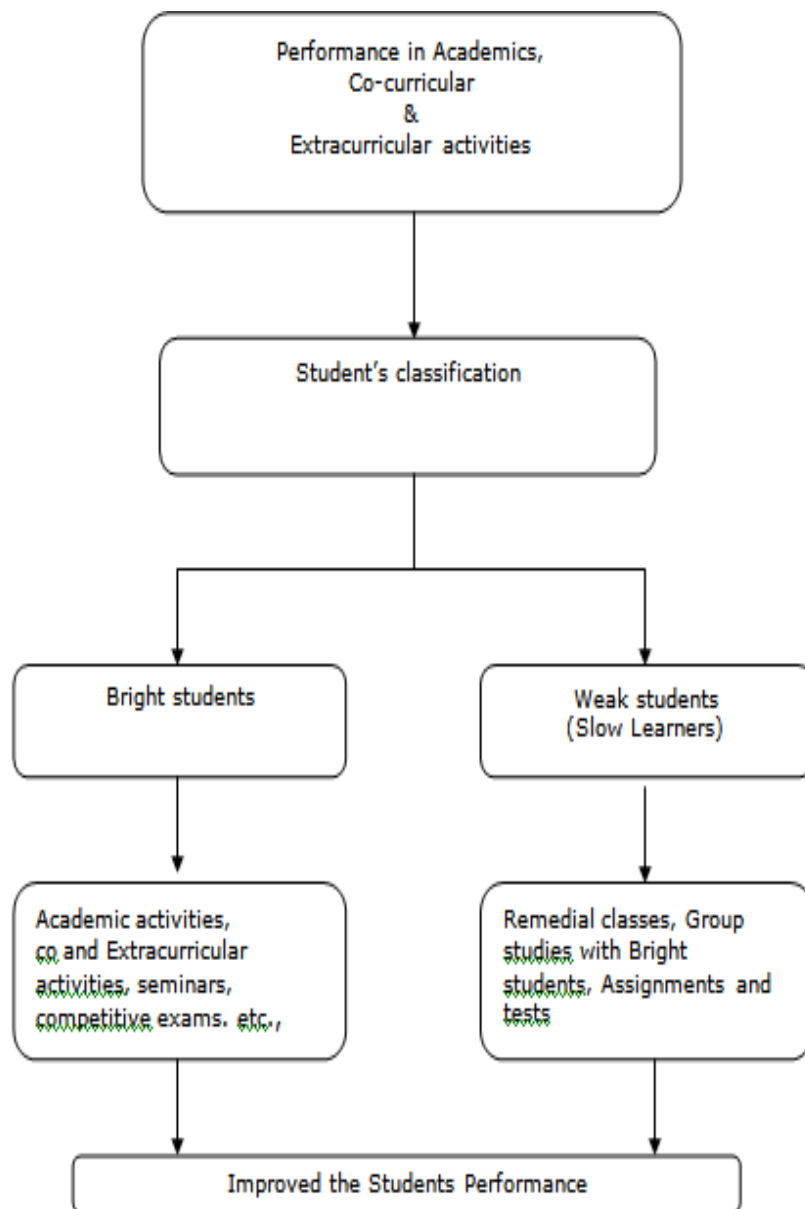 Performance in Academics,
Co-curricular
&
Extracurricular activities
Student’s classification
Bright students
Weak students
(Slow Learners)
Academic activities,
co and Extracurricular
activities, seminars,
competitive exams. etc.,
Remedial classes, Group
studies with Bright
students, Assignments and
tests
Improved the Students Performance